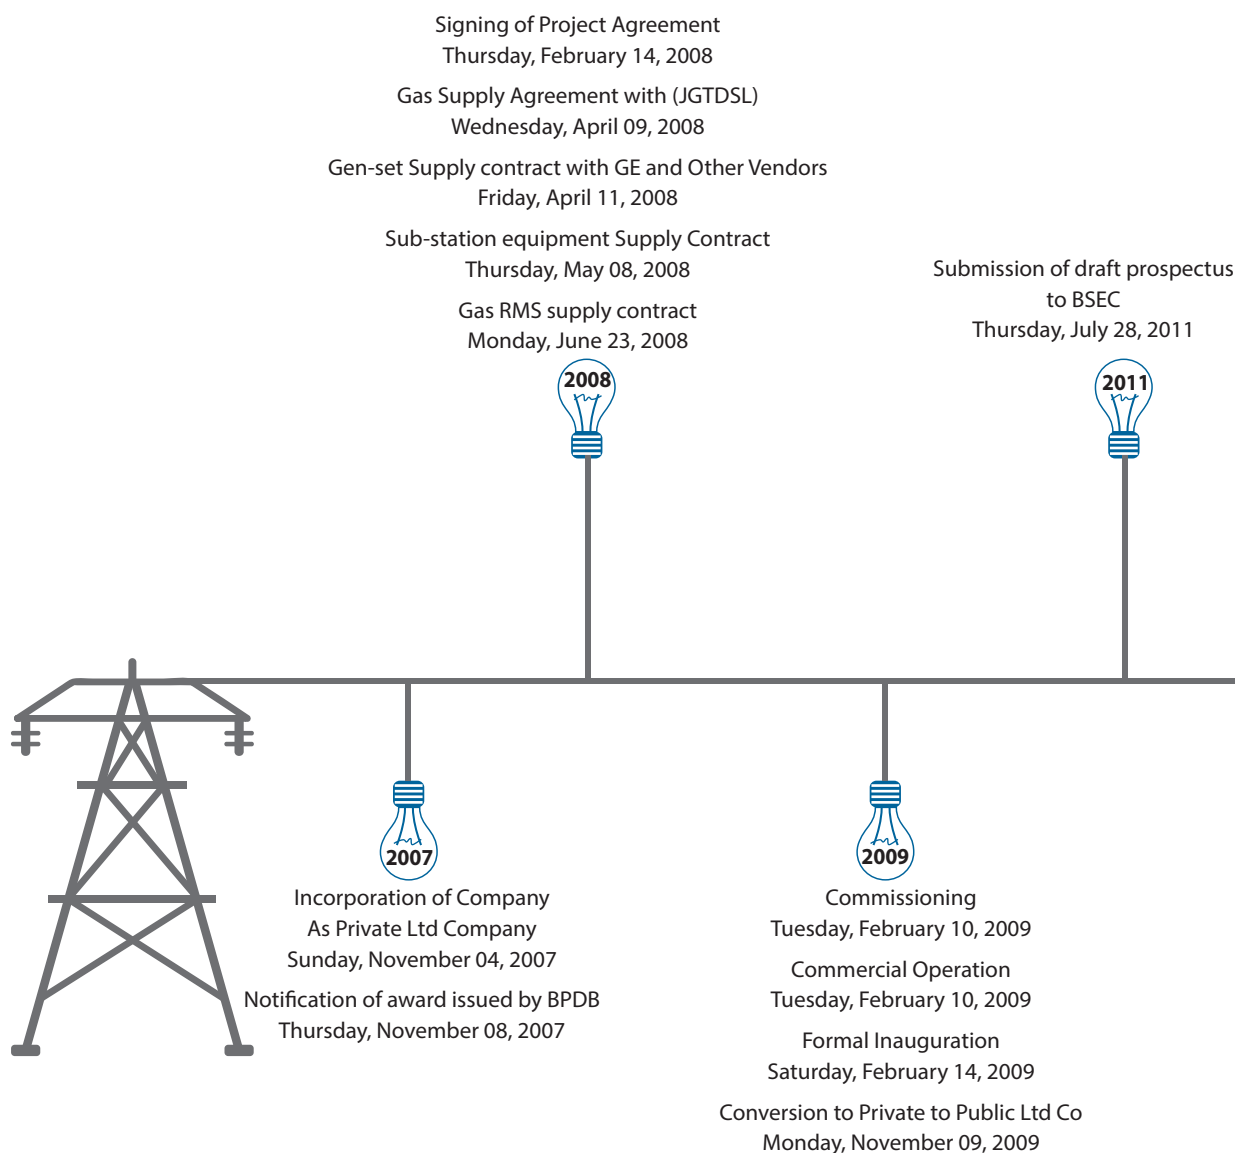 Signing of Project Agreement
Thursday, February 14, 2008
Gas Supply Agreement with (JGTDSL)
Wednesday, April 09, 2008
Gen-set Supply contract with GE and Other Vendors
Friday, April 11, 2008
Sub-station equipment Supply Contract
Thursday, May 08, 2008
Gas RMS supply contract
Monday, June 23, 2008
2008
Submission of draft prospectus
to BSEC
Thursday, July 28, 2011
2011
2007
Incorporation of Company
As Private Ltd Company
Sunday, November 04, 2007
Notification of award issued by BPDB
Thursday, November 08, 2007
2009
Commissioning
Tuesday, February 10, 2009
Commercial Operation
Tuesday, February 10, 2009
Formal Inauguration
Saturday, February 14, 2009
Conversion to Private to Public Ltd Co
Monday, November 09, 2009